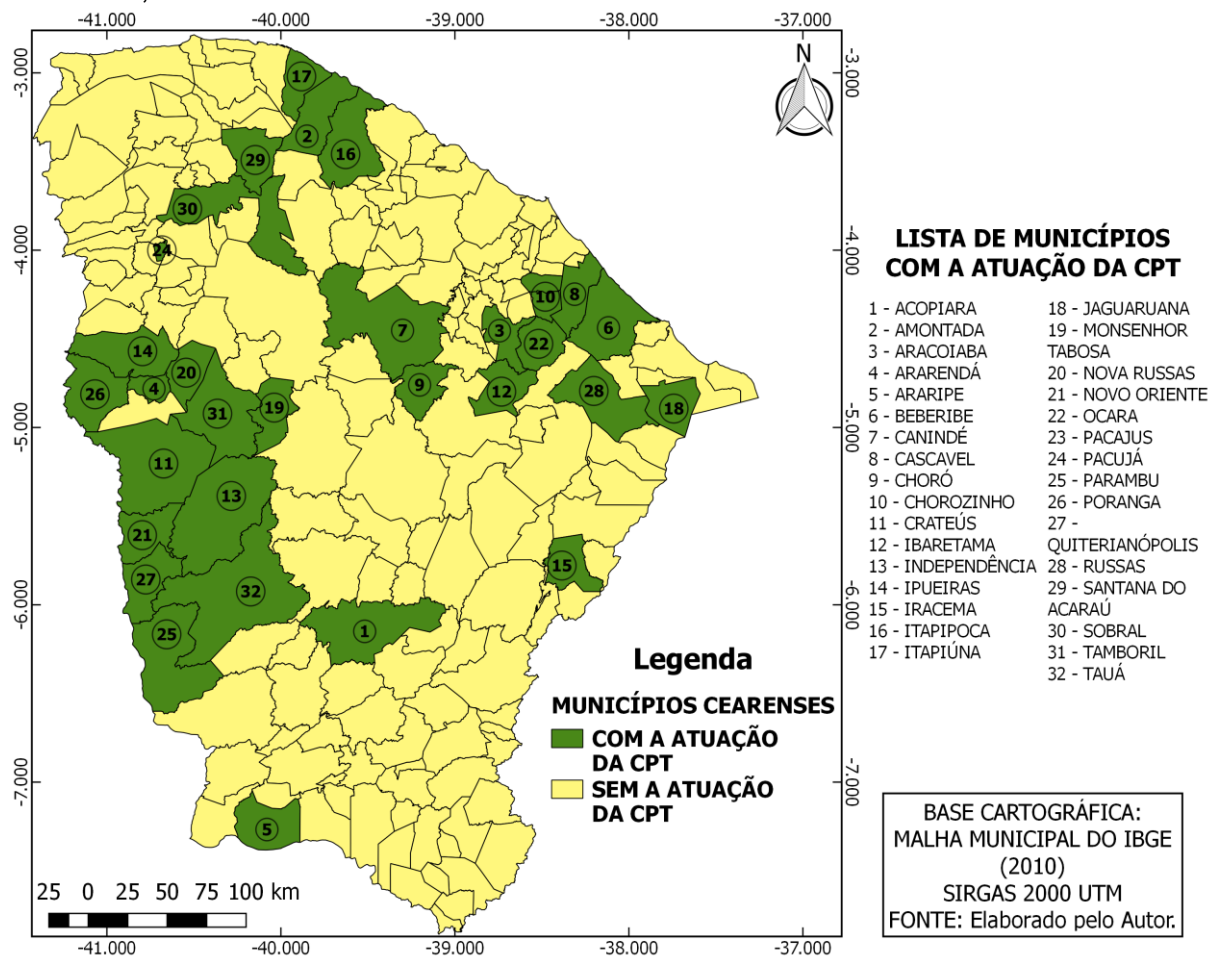 -41.000 -40.000 -39.000 -38.000 -37.000
-3.000 -3.000
N
17
2
16
29
30
24
-4.000 -4.000
10
8
6
3
22
7
14
20
4
26
9
12
28
18
31
19
-5.000 -5.000
11
13
21
15
27
32
-6.000 -6.000
25
1
5
-7.000 -7.000
LISTA DE MUNICÍPIOS
COM A ATUAÇÃO DA CPT
1 - ACOPIARA
2 - AMONTADA
3 - ARACOIABA
4 - ARARENDÁ
5 - ARARIPE
6 - BEBERIBE
7 - CANINDÉ
8 - CASCAVEL
9 - CHORÓ
10 - CHOROZINHO
11 - CRATEÚS
12 - IBARETAMA
13 - INDEPENDÊNCIA
14 - IPUEIRAS
15 - IRACEMA
16 - ITAPIPOCA
17 - ITAPIÚNA
18 - JAGUARUANA
19 - MONSENHOR
TABOSA
20 - NOVA RUSSAS
21 - NOVO ORIENTE
22 - OCARA
23 - PACAJUS
24 - PACUJÁ
25 - PARAMBU
26 - PORANGA
27 -
QUITERIANÓPOLIS
28 - RUSSAS
29 - SANTANA DO
ACARAÚ
30 - SOBRAL
31 - TAMBORIL
32 - TAUÁ
Legenda
MUNICÍPIOS CEARENSES
COM A ATUAÇÃO
DA CPT
SEM A ATUAÇÃO
DA CPT
25 0 25 50 75 100 km
-41.000 -40.000 -39.000 -38.000 -37.000
BASE CARTOGRÁFICA:
MALHA MUNICIPAL DO IBGE
(2010)
SIRGAS 2000 UTM
FONTE: Elaborado pelo Autor.